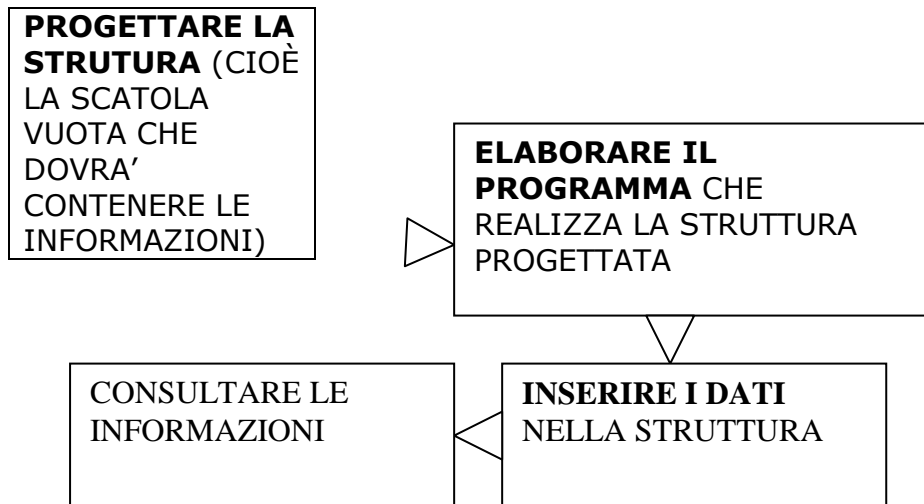 PROGETTARE LA
STRUTURA (CIOÈ
LA SCATOLA
VUOTA CHE
DOVRA’
CONTENERE LE
INFORMAZIONI)
ELABORARE IL
PROGRAMMA CHE
REALIZZA LA STRUTTURA
PROGETTATA
INSERIRE I DATI
NELLA STRUTTURA
CONSULTARE LE
INFORMAZIONI